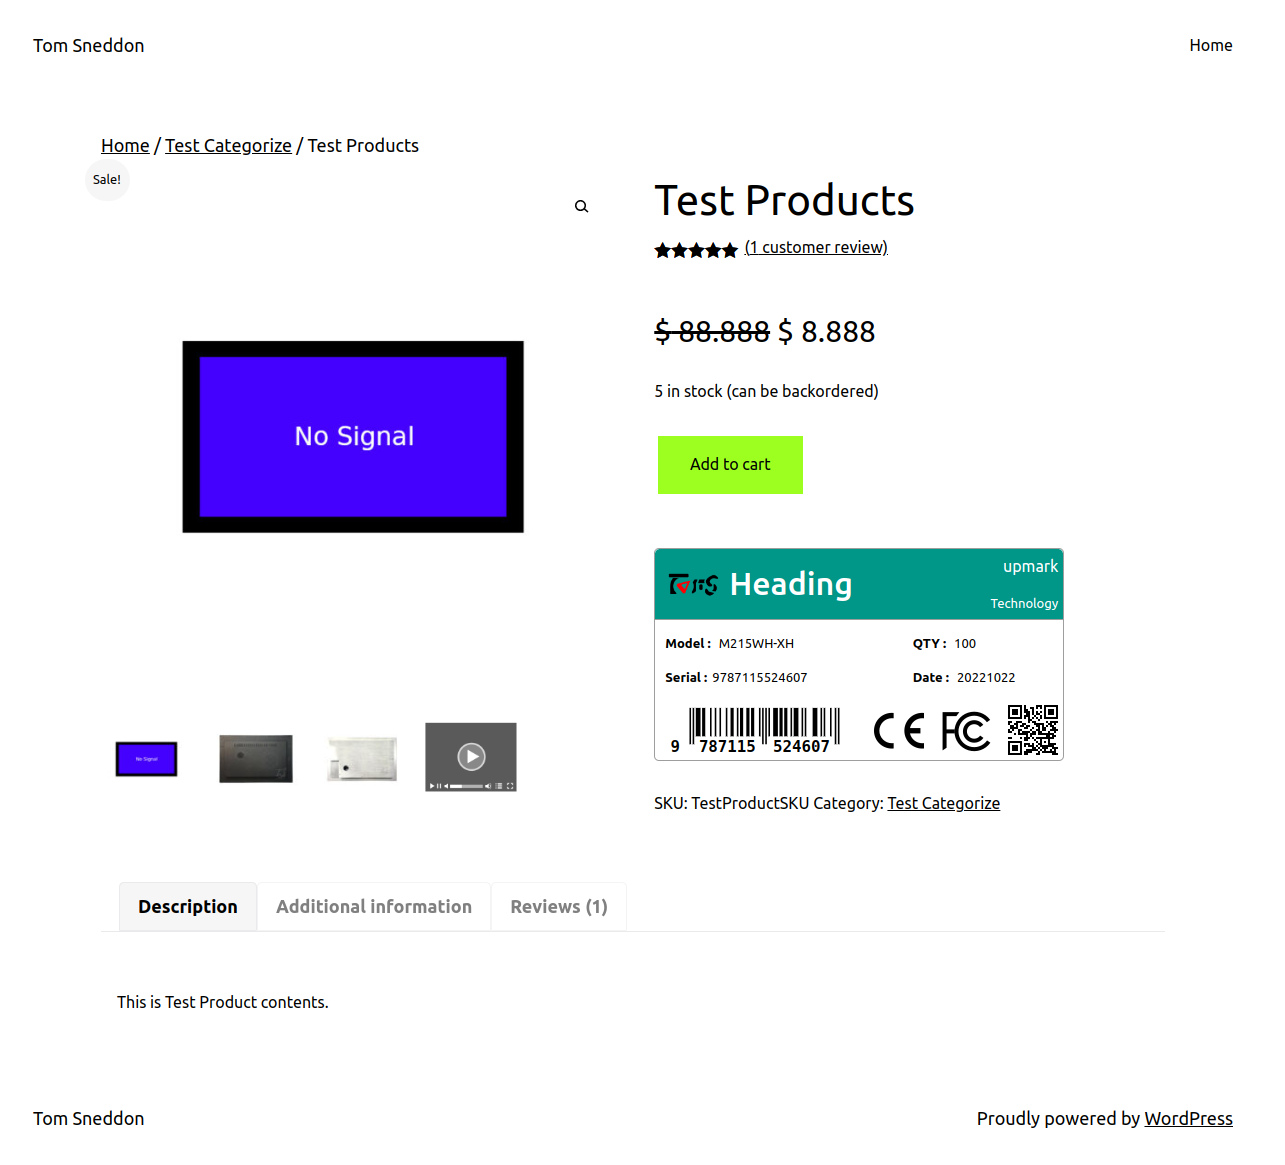 Tom Sneddon
Home
Home / Test Categorize / Test Products
Sale!
Test Products
(1 customer review)
$ 88.888 $ 8.888
5 in stock (can be backordered)
No Signal
Add to cart
Heading
upmark
Technology
Model : M215WH-XH
QTY : 100
Serial : 9787115524607
Date : 20221022
9 787115 524607
CE FC
No Signal
SKU: TestProductSKU Category: Test Categorize
Description
Additional information
Reviews (1)
This is Test Product contents.
Tom Sneddon
Proudly powered by WordPress